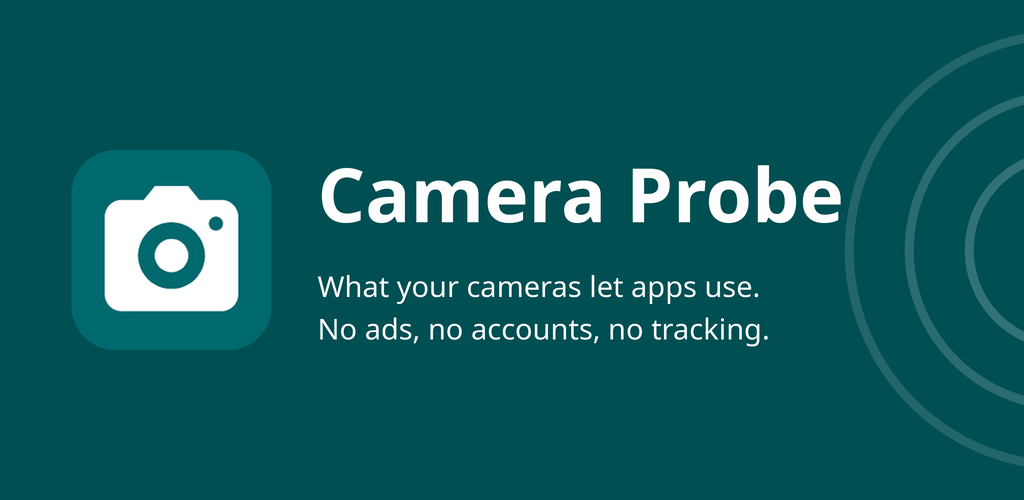 Camera Probe
What your cameras let apps use.
No ads, no accounts, no tracking.